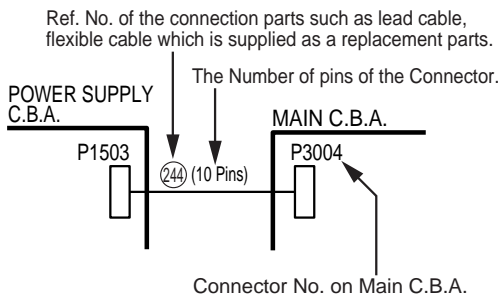 Ref. No. of the connection parts such as lead cable,
flexible cable which is supplied as a replacement parts.
The Number of pins of the Connector.
POWER SUPPLY
C.B.A.
MAIN C.B.A.
P1503
244 (10 Pins)
P3004
Connector No. on Main C.B.A.